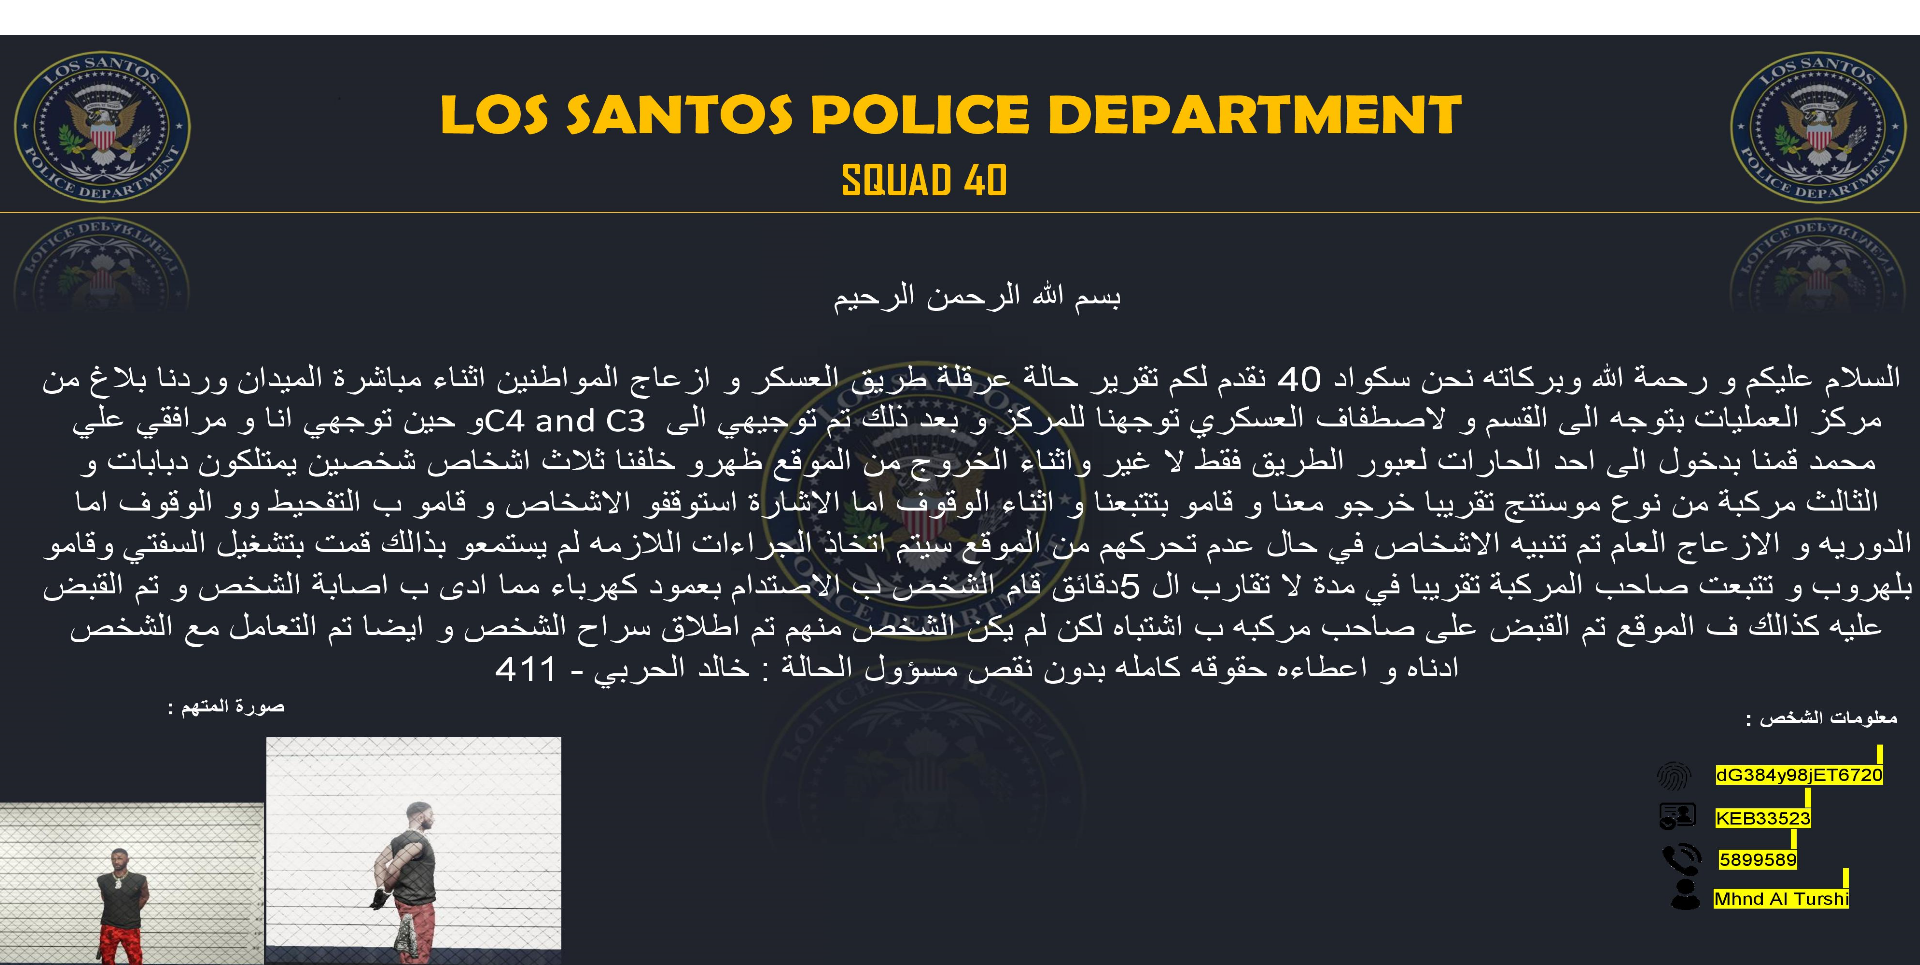 LOS SANTOS
POLICE DEPARTMENT
LOS SANTOS POLICE DEPARTMENT
SQUAD 40
LOS SANTOS
POLICE DEPARTMENT
بسم الله الرحمن الرحيم
السلام عليكم و رحمة الله وبركاته نحن سكواد 40 نقدم لكم تقرير حالة عرقلة طريق العسكر و ازعاج المواطنين اثناء مباشرة الميدان وردنا بلاغ من
مركز العمليات بتوجه الى القسم و لاصطفاف العسكري توجهنا للمركز و بعد ذلك تم توجيهي الى C4 and C3و حين توجهي انا و مرافقي علي
محمد قمنا بدخول الى احد الحارات لعبور الطريق فقط لا غير واثناء الخروج من الموقع ظهرو خلفنا ثلاث اشخاص شخصين يمتلكون دبابات و
الثالث مركبة من نوع موستنج تقريبا خرجو معنا و قامو بتتبعنا و اثناء الوقوف اما الاشارة استوقفو الاشخاص و قامو ب التفحيط وو الوقوف اما
الدوريه و الازعاج العام تم تنبيه الاشخاص في حال عدم تحركهم من الموقع سيتم اتخاذ الجراءات اللازمه لم يستمعو بذالك قمت بتشغيل السفتي وقامو
بلهروب و تتبعت صاحب المركبة تقريبا في مدة لا تقارب ال 5دقائق قام الشخص ب الاصتدام بعمود كهرباء مما ادى ب اصابة الشخص و تم القبض
عليه كذالك ف الموقع تم القبض على صاحب مركبه ب اشتباه لكن لم يكن الشخص منهم تم اطلاق سراح الشخص و ايضا تم التعامل مع الشخص
ادناه و اعطاءه حقوقه كامله بدون نقص مسؤول الحالة : خالد الحربي - 411
صورة المتهم :
معلومات الشخص :
dG384y98jET6720
KEB33523
5899589
Mhnd Al Turshi